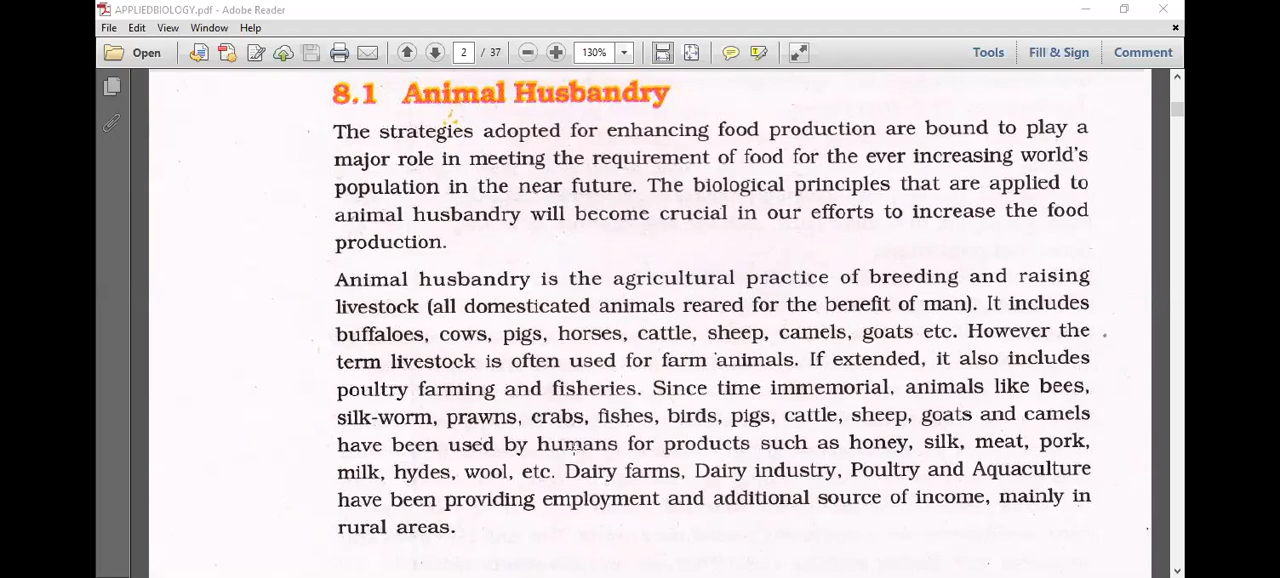 APPLIEDBIOLOGY.pdf - Adobe Reader
File Edit View Window Help
Open 2 / 37 130% Tools Fill & Sign Comment
8.1 Animal Husbandry
The strategies adopted for enhancing food production are bound to play a
major role in meeting the requirement of food for the ever increasing world's
population in the near future. The biological principles that are applied to
animal husbandry will become crucial in our efforts to increase the food
production.
Animal husbandry is the agricultural practice of breeding and raising
livestock (all domesticated animals reared for the benefit of man). It includes
buffaloes, cows, pigs, horses, cattle, sheep, camels, goats etc. However the
term livestock is often used for farm animals. If extended, it also includes
poultry farming and fisheries. Since time immemorial, animals like bees,
silk-worm, prawns, crabs, fishes, birds, pigs, cattle, sheep, goats and camels
have been used by humans for products such as honey, silk, meat, pork,
milk, hydes, wool, etc. Dairy farms, Dairy industry, Poultry and Aquaculture
have been providing employment and additional source of income, mainly in
rural areas.